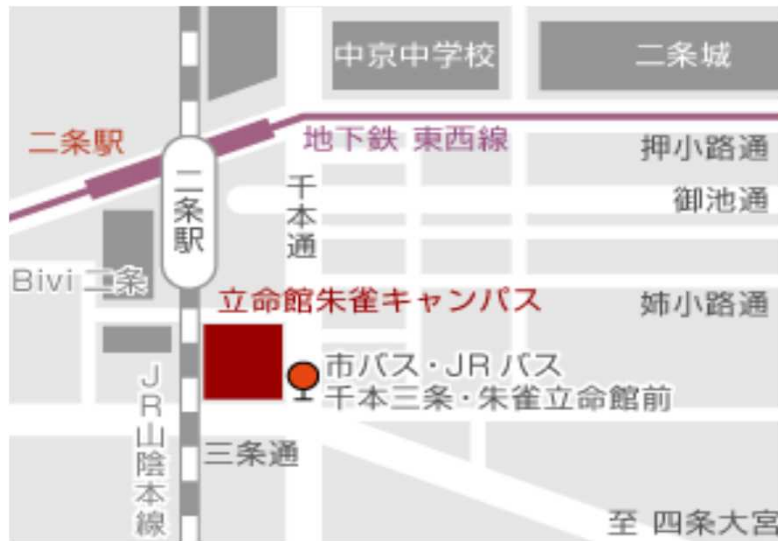 中京中学校
二条城
二条駅
地下鉄 東西線
押小路通
二条駅
千本通
御池通
Bivi 二条
立命館朱雀キャンパス
姉小路通
市バス・JRバス
千本三条・朱雀立命館前
JR山陰本線
三条通
至 四条大宮